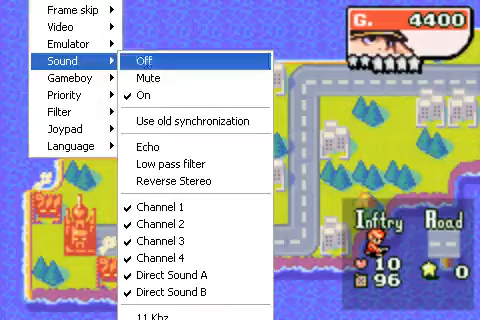 Frame skip
Video
Emulator
Sound
Gameboy
Priority
Filter
Joypad
Language
Off
Mute
On
Use old synchronization
Echo
Low pass filter
Reverse Stereo
Channel 1
Channel 2
Channel 3
Channel 4
Direct Sound A
Direct Sound B
11 Khz
G. 4400
Inftry Road
10
96
0